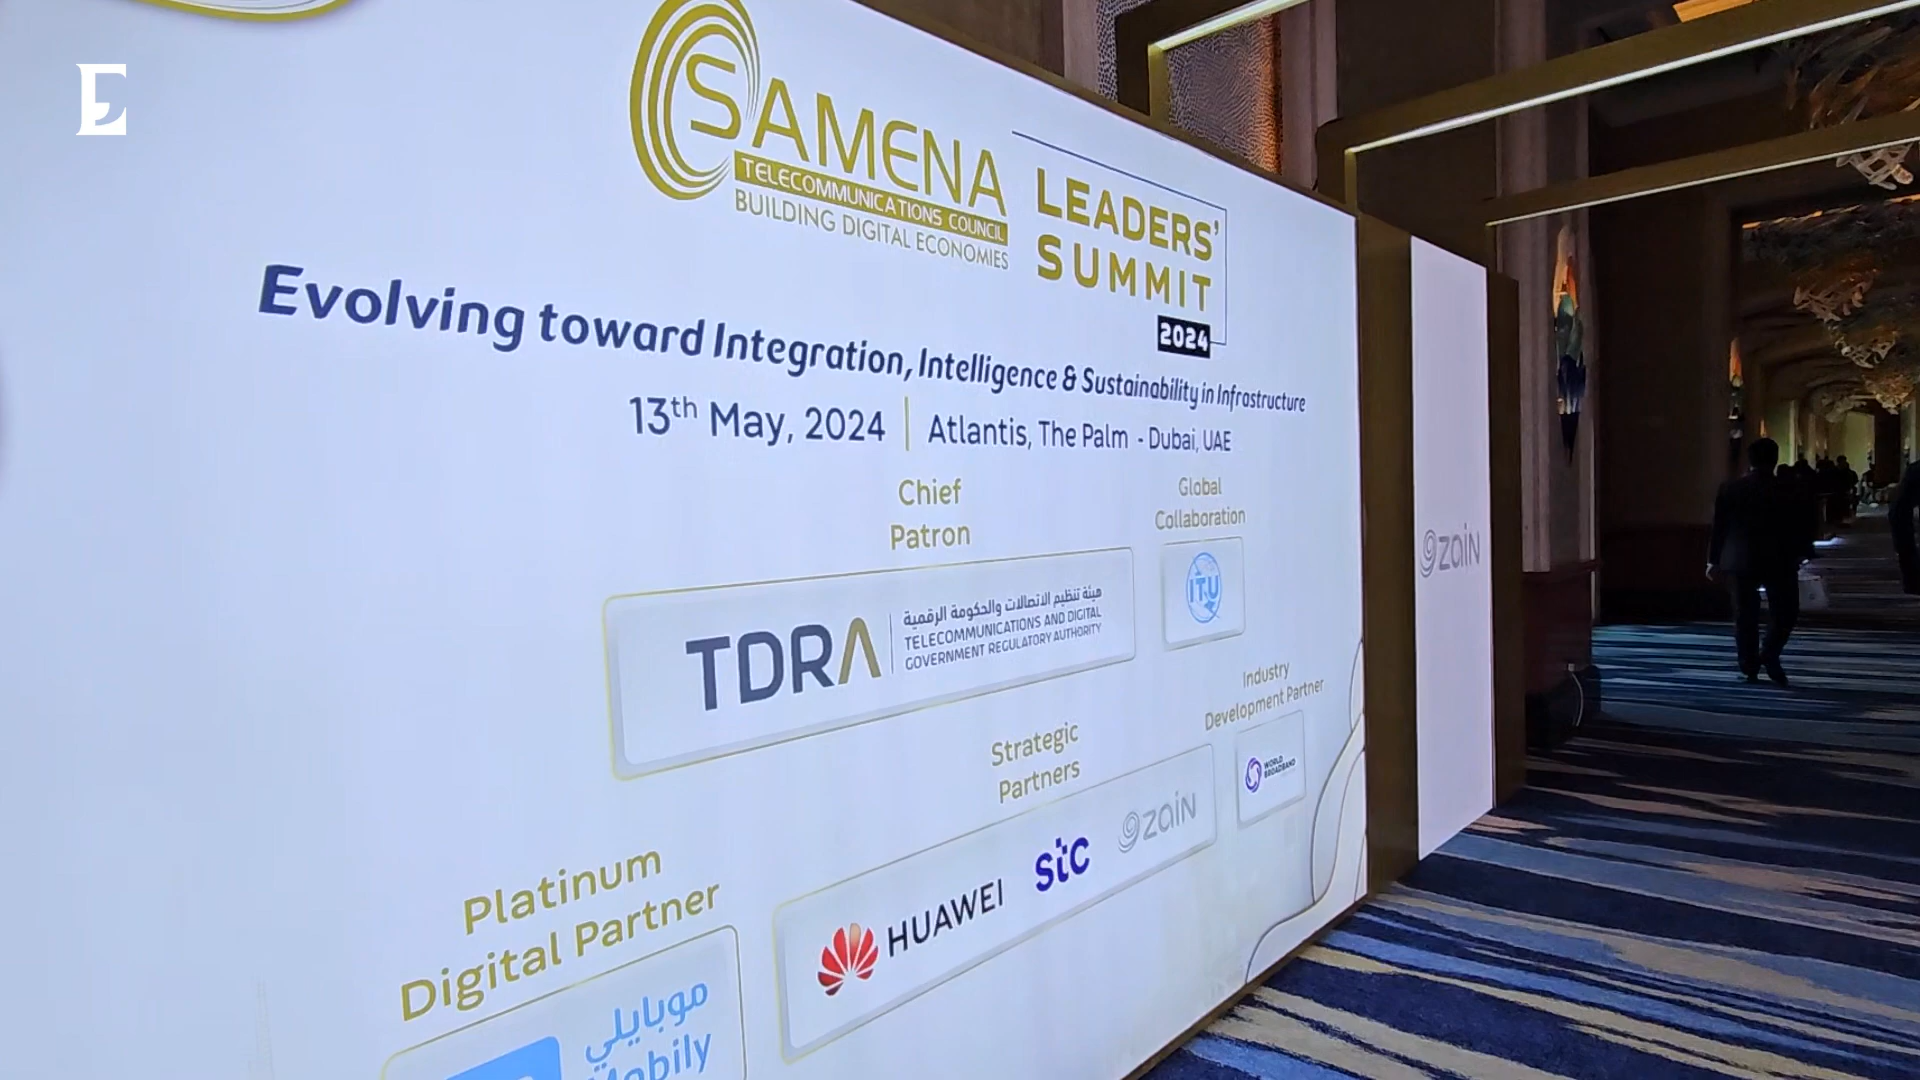 SAMENA
TELECOMMUNICATIONS COUNCIL
BUILDING DIGITAL ECONOMIES
LEADERS'
SUMMIT
2024
Evolving toward Integration, Intelligence & Sustainability in Infrastructure
13th May, 2024 | Atlantis, The Palm - Dubai, UAE
Chief
Patron
Global
Collaboration
TDRA
هيئة تنظيم الاتصالات والحكومة الرقمية
TELECOMMUNICATIONS AND DIGITAL
GOVERNMENT REGULATORY AUTHORITY
ITU
Strategic
Partners
Industry
Development Partner
HUAWEI
stc
zain
WORLD
BROADBAND
Platinum
Digital Partner
موبايلي
Mobily
zain